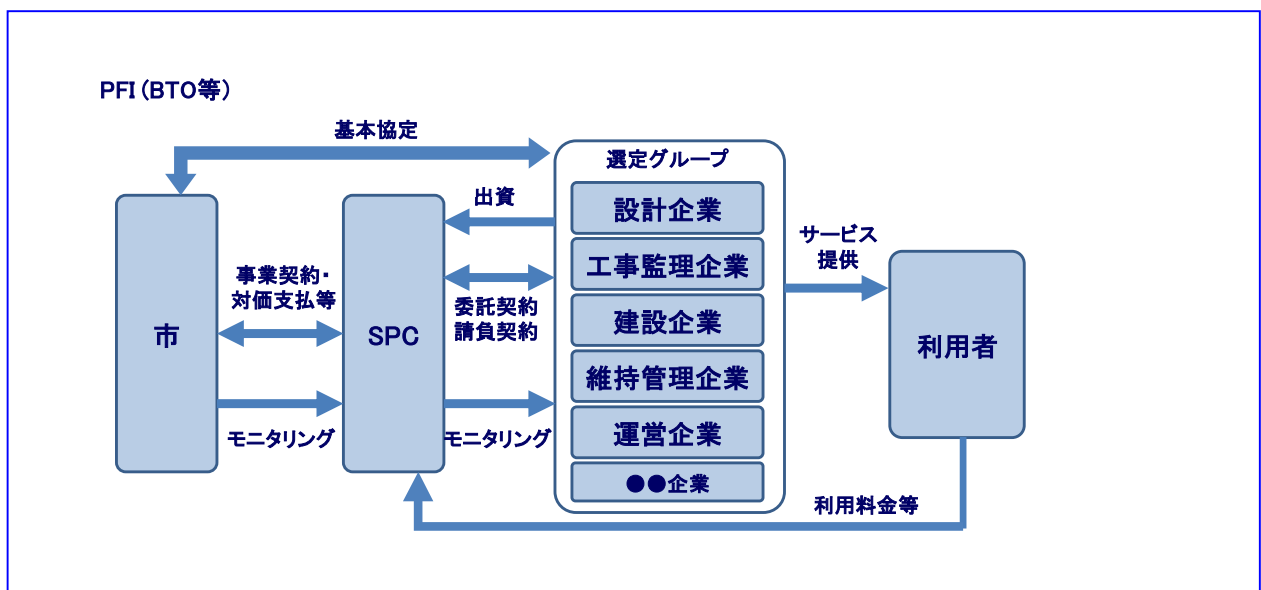 PFI（BTO等）
基本協定
選定グループ
出資
設計企業
サービス
提供
工事監理企業
事業契約・
対価支払等
委託契約
請負契約
建設企業
市
SPC
利用者
維持管理企業
モニタリング
モニタリング
運営企業
●●企業
利用料金等